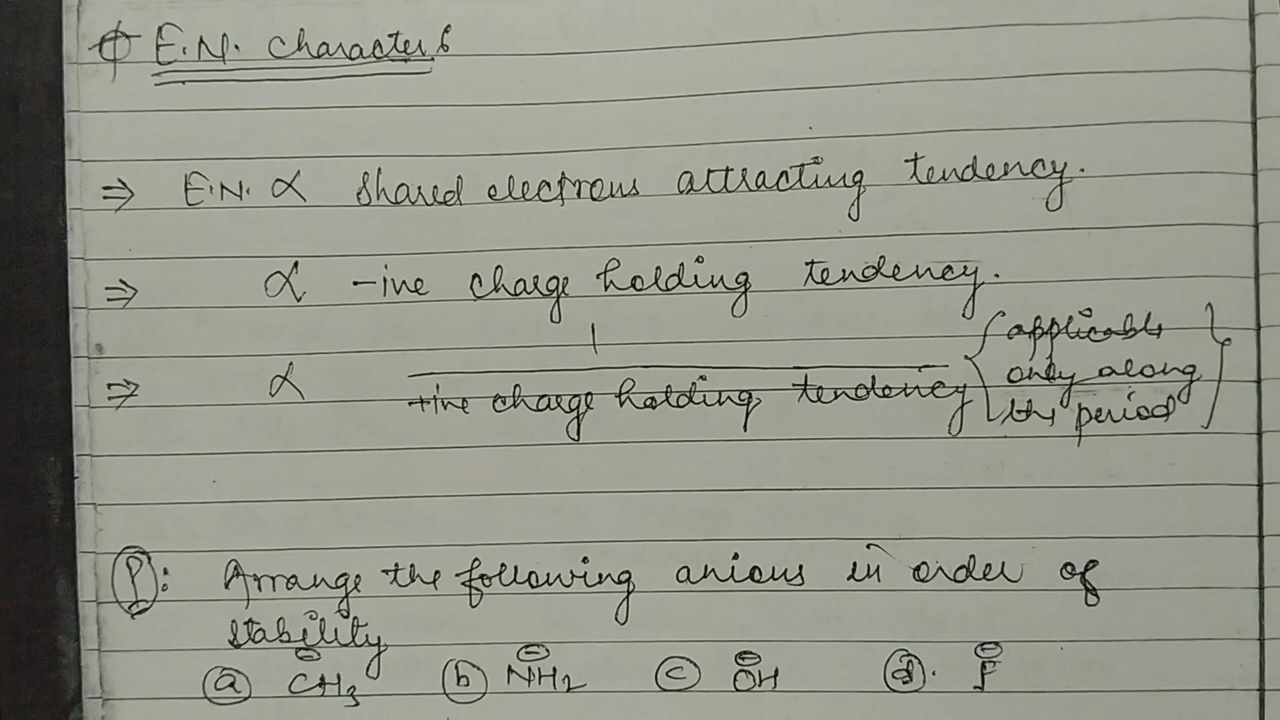 E.N. Character :
⇒ E.N. ∝ Shared electrons attracting tendency.
⇒ ∝ -ive charge holding tendency.
⇒ ∝ 1 / +ive charge holding tendency { applicable only along the period }
(P): Arrange the following anions in order of
stability
(a) CH₃⊖ (b) NH₂⊖ (c) OH⊖ (d). F⊖